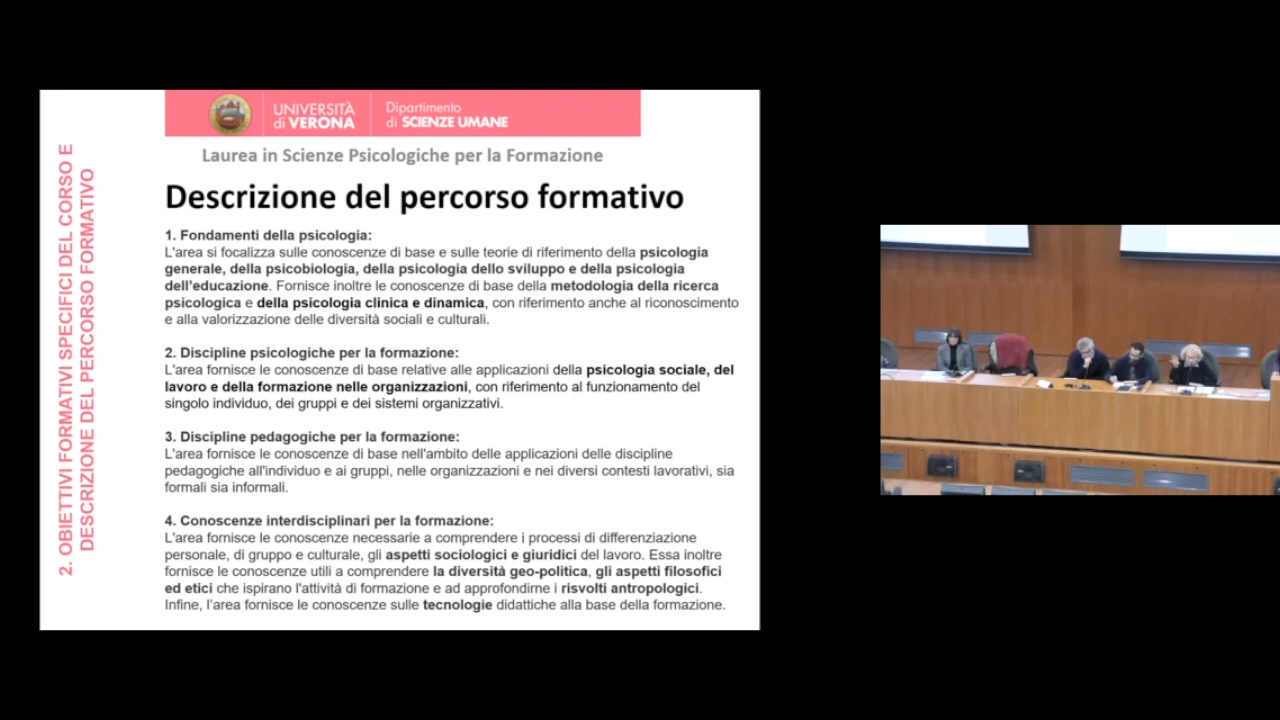 UNIVERSITÀ
di VERONA
Dipartimento
di SCIENZE UMANE
Laurea in Scienze Psicologiche per la Formazione
Descrizione del percorso formativo
2. OBIETTIVI FORMATIVI SPECIFICI DEL CORSO E
DESCRIZIONE DEL PERCORSO FORMATIVO
1. Fondamenti della psicologia:
L'area si focalizza sulle conoscenze di base e sulle teorie di riferimento della psicologia
generale, della psicobiologia, della psicologia dello sviluppo e della psicologia
dell'educazione. Fornisce inoltre le conoscenze di base della metodologia della ricerca
psicologica e della psicologia clinica e dinamica, con riferimento anche al riconoscimento
e alla valorizzazione delle diversità sociali e culturali.
2. Discipline psicologiche per la formazione:
L'area fornisce le conoscenze di base relative alle applicazioni della psicologia sociale, del
lavoro e della formazione nelle organizzazioni, con riferimento al funzionamento del
singolo individuo, dei gruppi e dei sistemi organizzativi.
3. Discipline pedagogiche per la formazione:
L'area fornisce le conoscenze di base nell'ambito delle applicazioni delle discipline
pedagogiche all'individuo e ai gruppi, nelle organizzazioni e nei diversi contesti lavorativi, sia
formali sia informali.
4. Conoscenze interdisciplinari per la formazione:
L'area fornisce le conoscenze necessarie a comprendere i processi di differenziazione
personale, di gruppo e culturale, gli aspetti sociologici e giuridici del lavoro. Essa inoltre
fornisce le conoscenze utili a comprendere la diversità geo-politica, gli aspetti filosofici
ed etici che ispirano l'attività di formazione e ad approfondirne i risvolti antropologici.
Infine, l'area fornisce le conoscenze sulle tecnologie didattiche alla base della formazione.